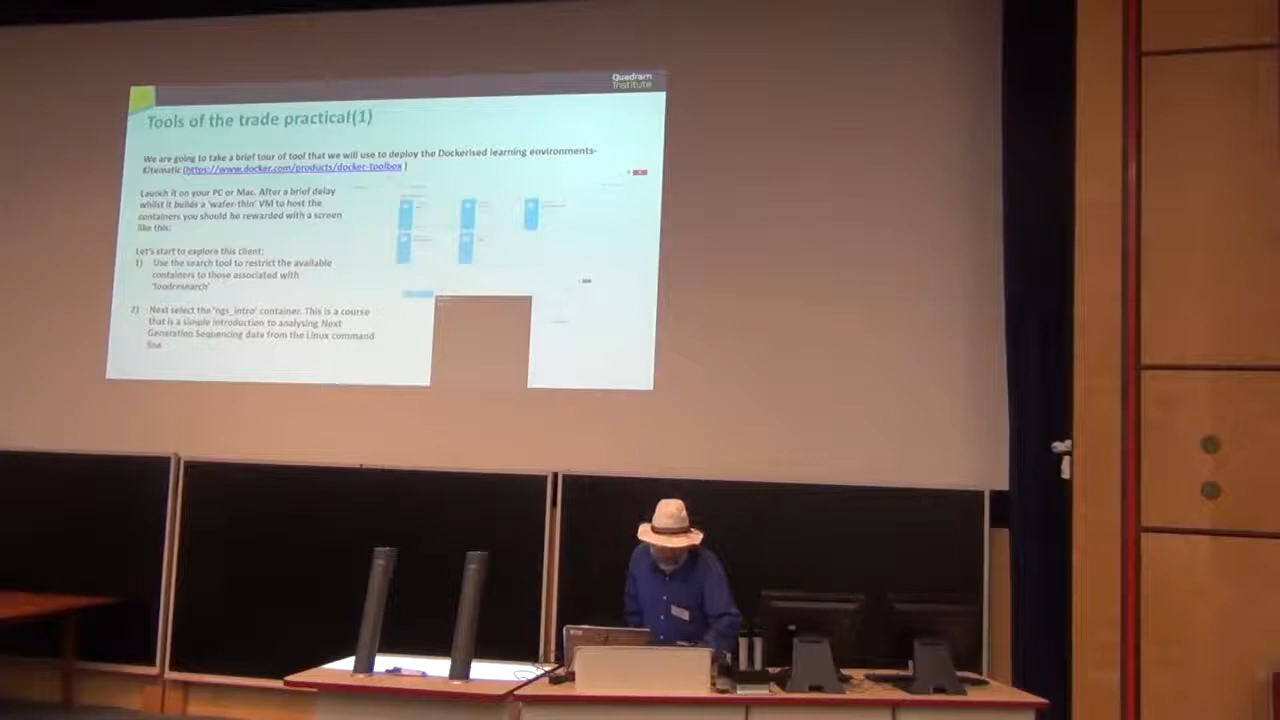 Quadram
Institute
Tools of the trade practical(1)
We are going to take a brief tour of tool that we will use to deploy the Dockerised learning environments-
Kitematic (https://www.docker.com/products/docker-toolbox )
Launch it on your PC or Mac. After a brief delay
whilst it builds a 'wafer-thin' VM to host the
containers you should be rewarded with a screen
like this:
Let's start to explore this client:
1) Use the search tool to restrict the available
containers to those associated with
'foodresearch'
2) Next select the 'ngs_intro' container. This is a course
that is a simple introduction to analysing Next
Generation Sequencing data from the Linux command
line